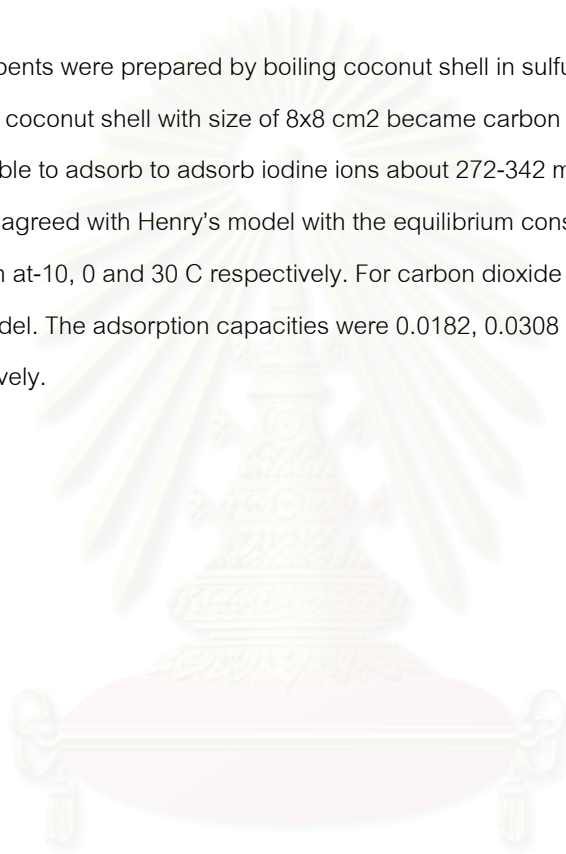 pents were prepared by boiling coconut shell in sulfu
coconut shell with size of 8x8 cm2 became carbon
ble to adsorb to adsorb iodine ions about 272-342 m
agreed with Henry's model with the equilibrium cons
at-10, 0 and 30 C respectively. For carbon dioxide
del. The adsorption capacities were 0.0182, 0.0308
vely.